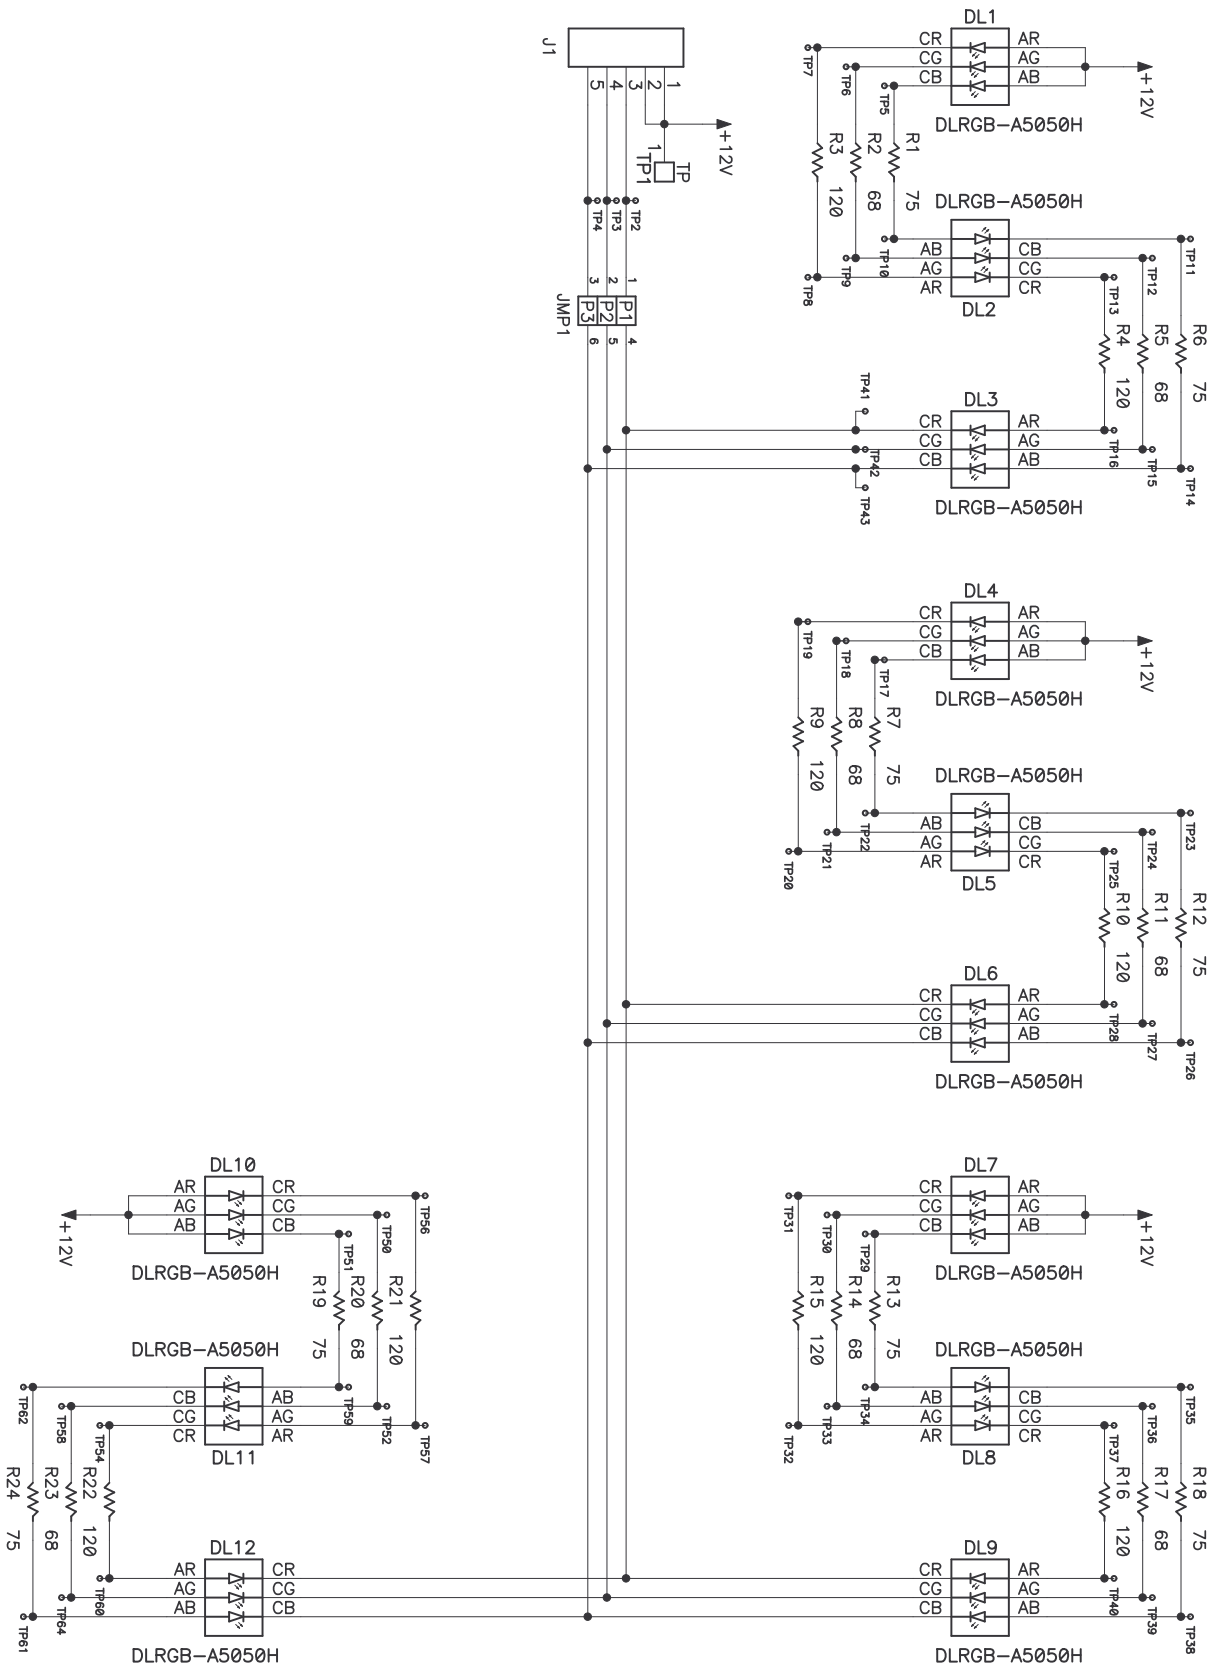 DL1
CR AR
CG AG
CB AB
+12V
DLRGB-A5050H
TP7
TP6
TP5
R1 75
R2 68
R3 120
J1
1
2
3
4
5
+12V
1
TP
TP1
TP2
TP3
TP4
DLRGB-A5050H
AB CB
AG CG
AR CR
DL2
TP10
TP9
TP8
TP11
TP12
TP13
1
2
3
P1
P2
P3
JMP1
4
5
6
R4 120
R5 68
R6 75
DL3
CR AR
CG AG
CB AB
DLRGB-A5050H
TP41
TP42
TP43
TP16
TP15
TP14
DL4
CR AR
CG AG
CB AB
+12V
DLRGB-A5050H
TP19
TP18
TP17
R7 75
R8 68
R9 120
DLRGB-A5050H
AB CB
AG CG
AR CR
DL5
TP22
TP21
TP20
TP23
TP24
TP25
R10 120
R11 68
R12 75
DL6
CR AR
CG AG
CB AB
DLRGB-A5050H
TP28
TP27
TP26
DL10
AR CR
AG CG
AB CB
+12V
DLRGB-A5050H
TP56
TP50
TP51
R19 75
R20 68
R21 120
DLRGB-A5050H
CB AB
CG AG
CR AR
DL11
TP59
TP52
TP57
TP62
TP58
TP54
R22 120
R23 68
R24 75
DL12
AR CR
AG CG
AB CB
DLRGB-A5050H
TP60
TP64
TP61
DL7
CR AR
CG AG
CB AB
+12V
DLRGB-A5050H
TP31
TP30
TP29
R13 75
R14 68
R15 120
DLRGB-A5050H
AB CB
AG CG
AR CR
DL8
TP34
TP33
TP32
TP35
TP36
TP37
R16 120
R17 68
R18 75
DL9
CR AR
CG AG
CB AB
DLRGB-A5050H
TP40
TP39
TP38